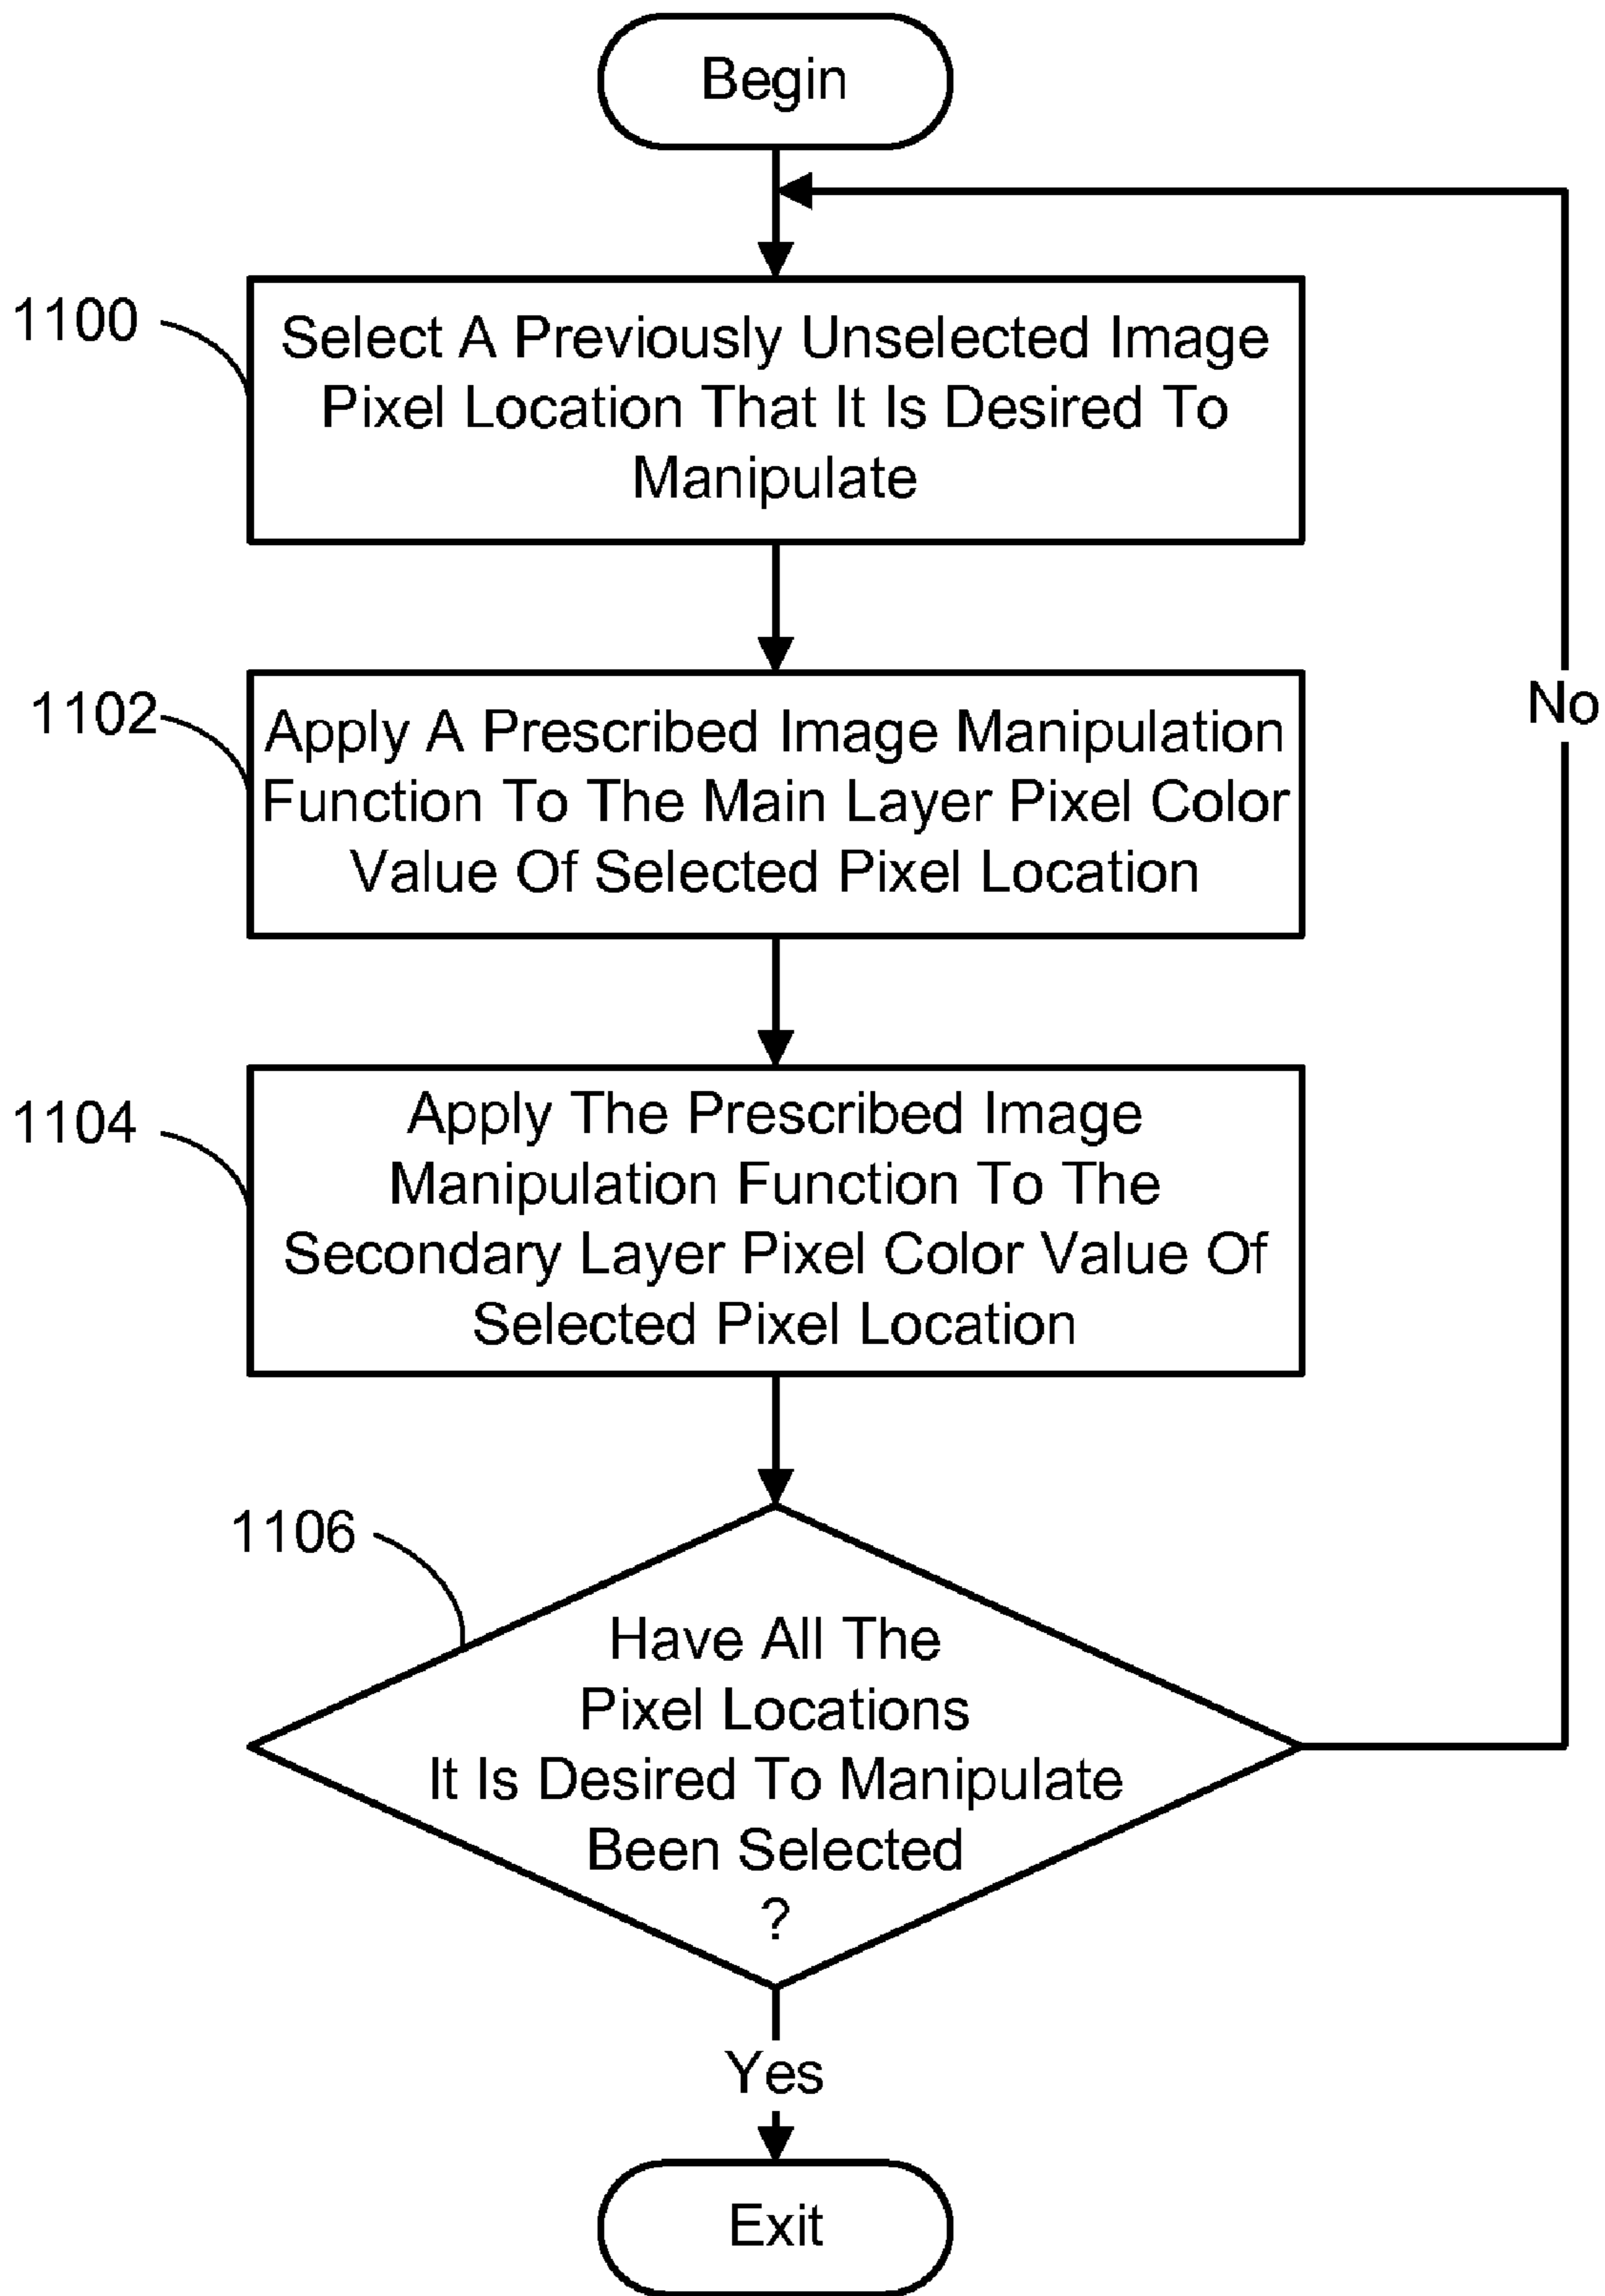 Begin
1100
Select A Previously Unselected Image
Pixel Location That It Is Desired To
Manipulate
1102
Apply A Prescribed Image Manipulation
Function To The Main Layer Pixel Color
Value Of Selected Pixel Location
No
1104
Apply The Prescribed Image
Manipulation Function To The
Secondary Layer Pixel Color Value Of
Selected Pixel Location
1106
Have All The
Pixel Locations
It Is Desired To Manipulate
Been Selected
?
Yes
Exit